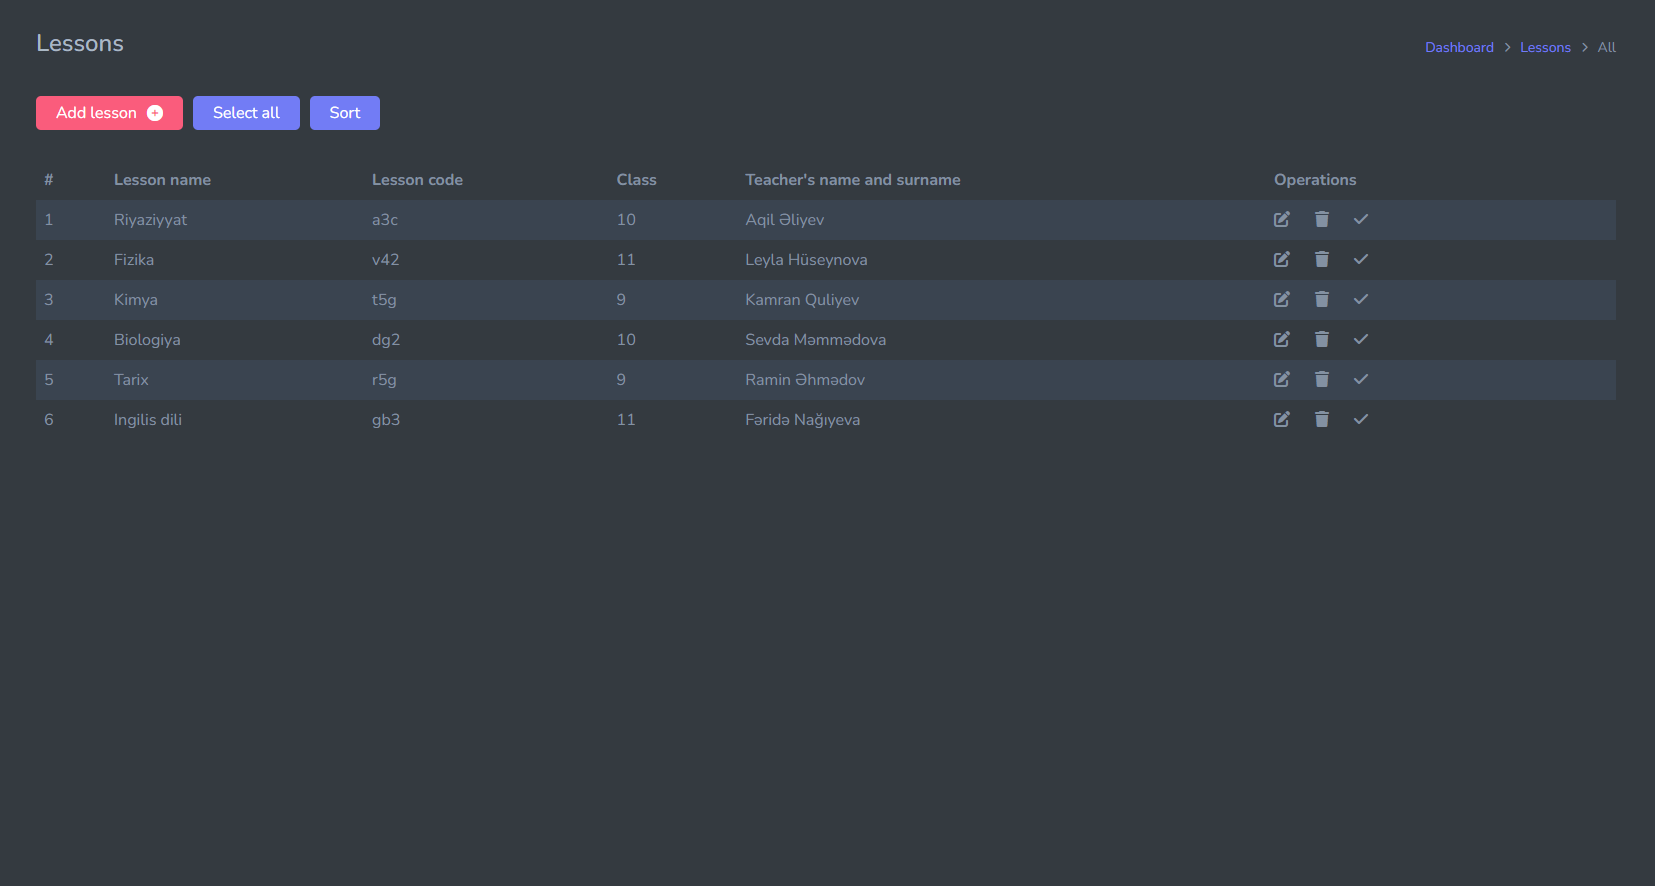 Lessons
Dashboard > Lessons > All
Add lesson Select all Sort
# Lesson name Lesson code Class Teacher's name and surname Operations
1 Riyaziyyat a3c 10 Aqil Əliyev
2 Fizika v42 11 Leyla Hüseynova
3 Kimya t5g 9 Kamran Quliyev
4 Biologiya dg2 10 Sevda Məmmədova
5 Tarix r5g 9 Ramin Əhmədov
6 Ingilis dili gb3 11 Fəridə Nağıyeva